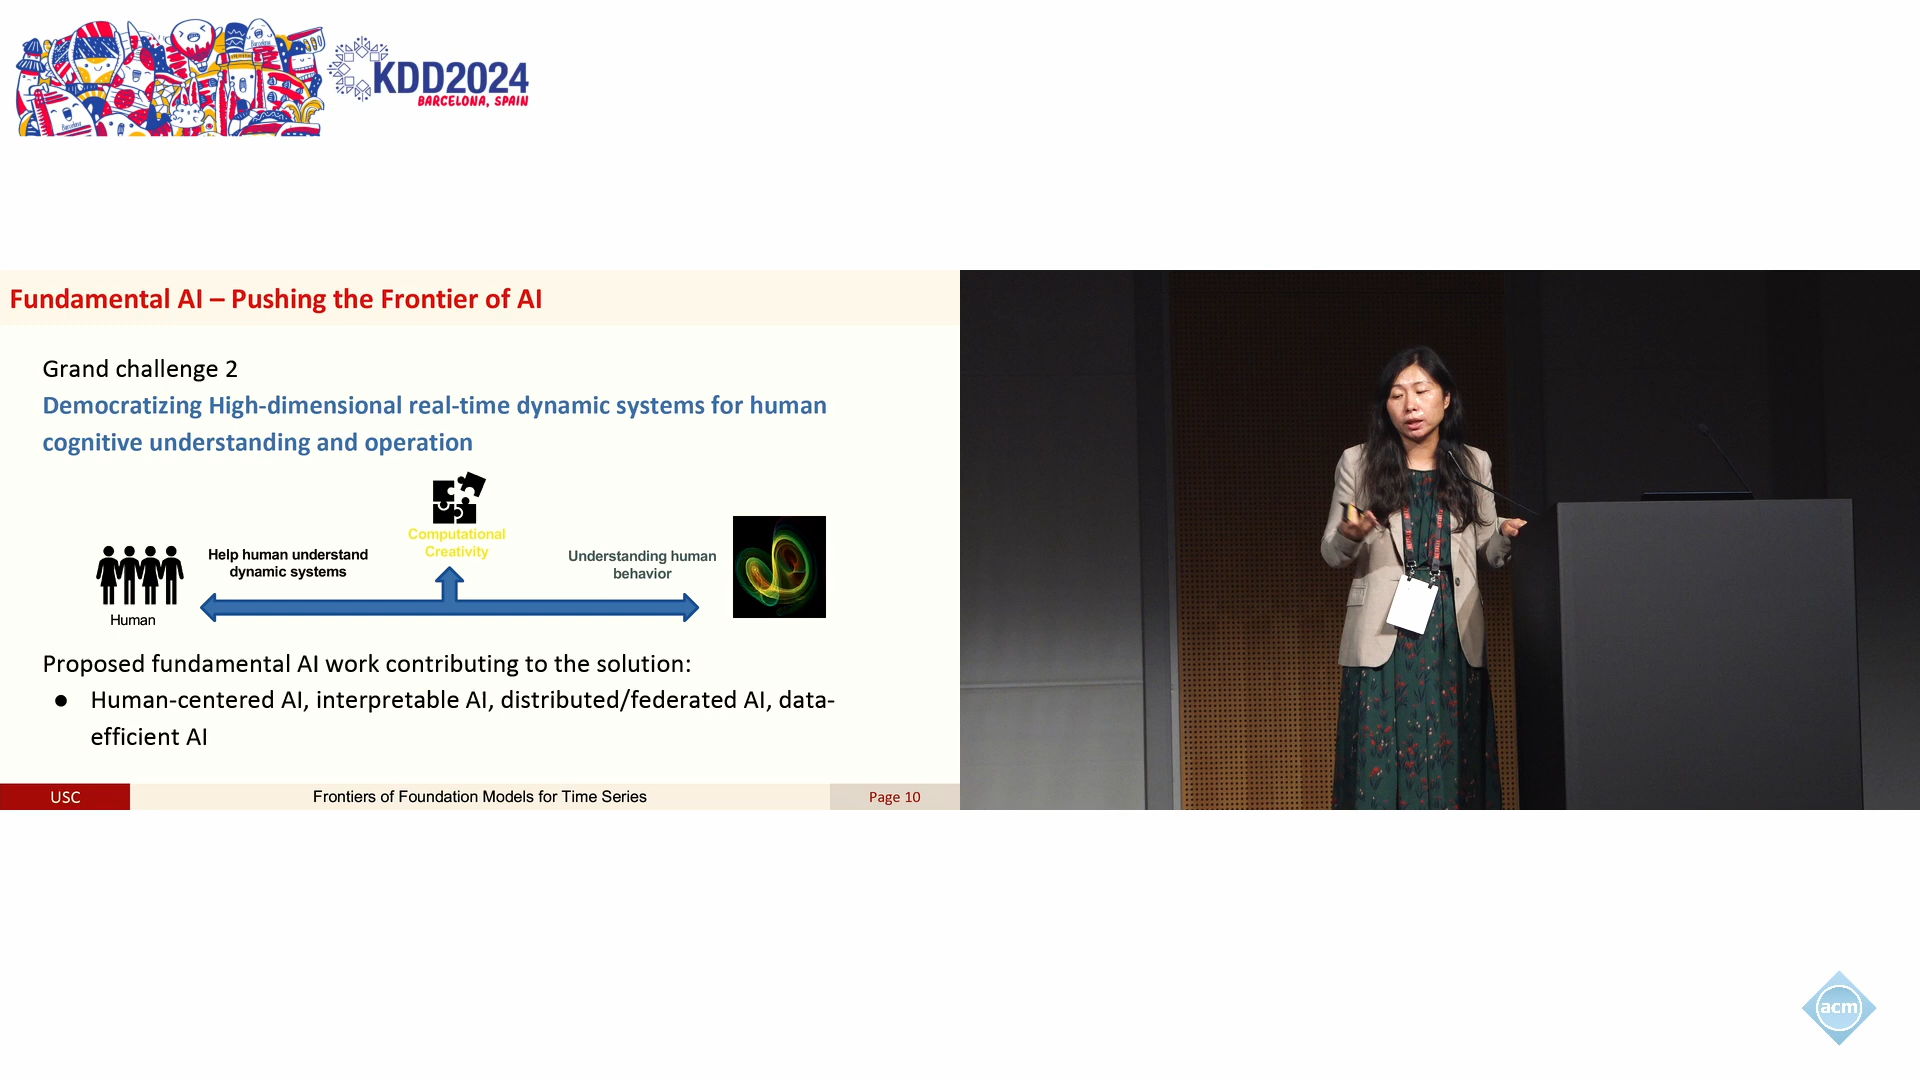 KDD2024
BARCELONA, SPAIN
Fundamental AI – Pushing the Frontier of AI
Grand challenge 2
Democratizing High-dimensional real-time dynamic systems for human
cognitive understanding and operation
Computational
Creativity
Help human understand
dynamic systems
Understanding human
behavior
Human
Proposed fundamental AI work contributing to the solution:
● Human-centered AI, interpretable AI, distributed/federated AI, data-
efficient AI
USC
Frontiers of Foundation Models for Time Series
Page 10
acm